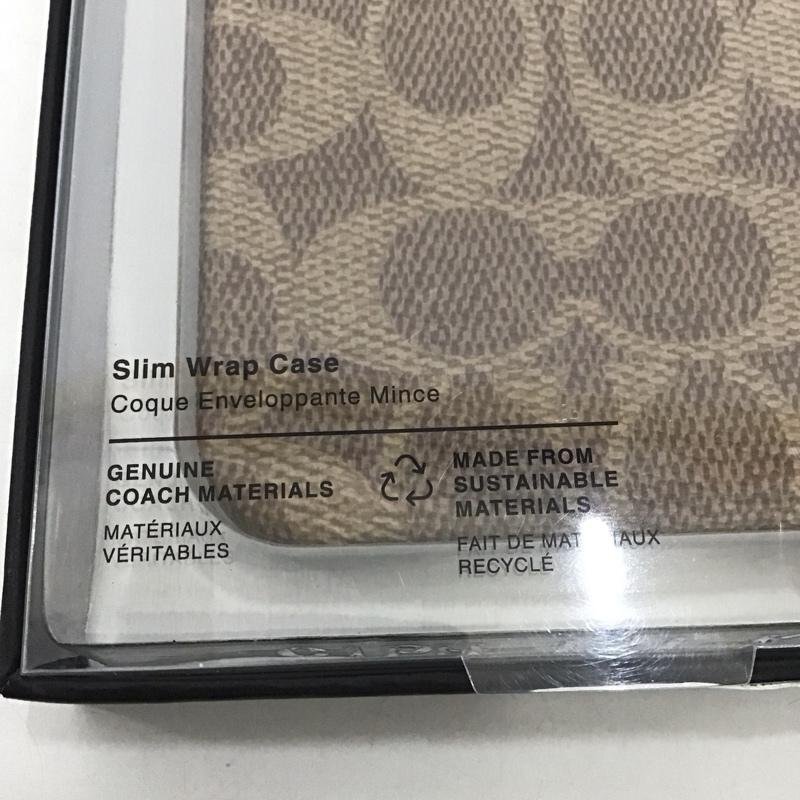 Slim Wrap Case
Coque Enveloppante Mince
GENUINE
COACH MATERIALS
MATÉRIAUX
VÉRITABLES
MADE FROM
SUSTAINABLE
MATERIALS
FAIT DE MATÉRIAUX
RECYCLÉ